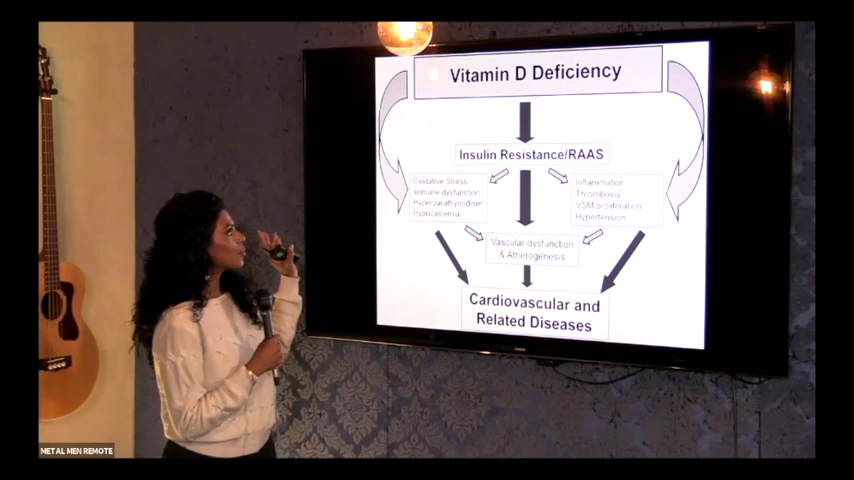 Vitamin D Deficiency
Insulin Resistance/RAAS
Oxidative Stress
Immune dysfunction
Hyperparathyroidism
Hypocalcemia
Inflammation
Thrombosis
VSM proliferation
Hypertension
Vascular dysfunction
& Atherogenesis
Cardiovascular and
Related Diseases
METAL MEN REMOTE